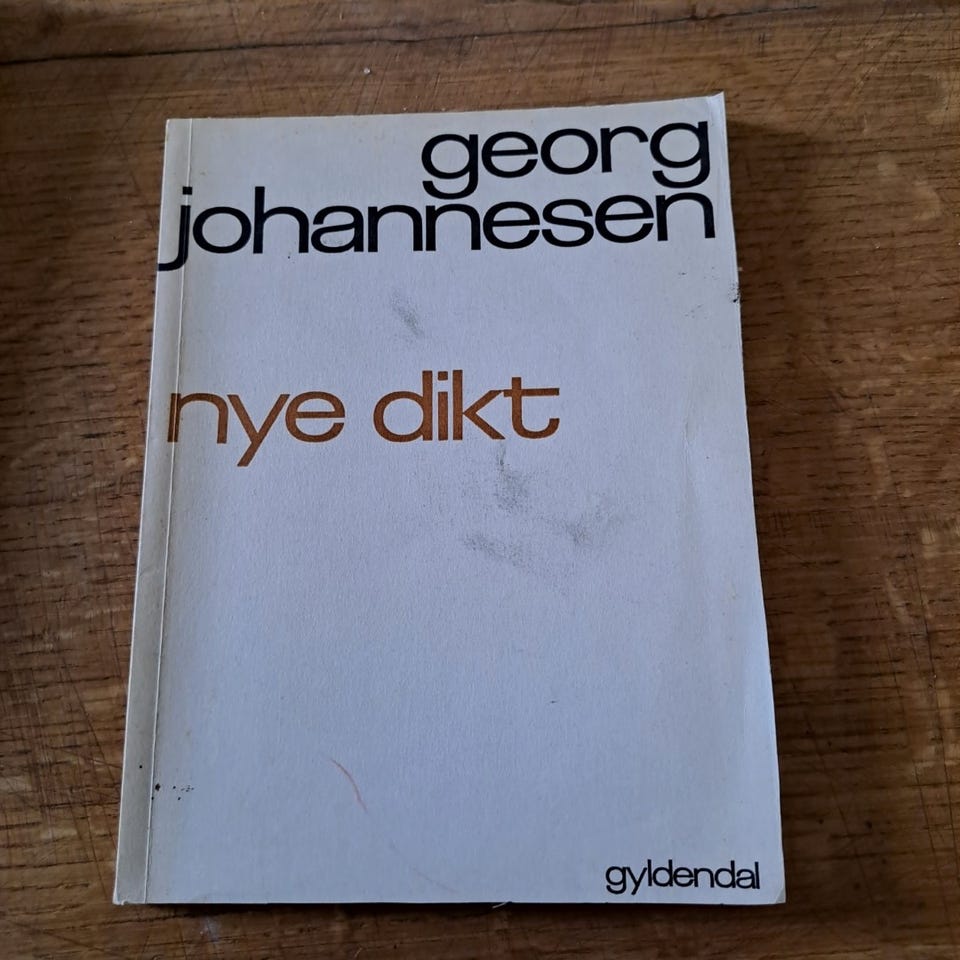 georg
johannesen
nye dikt
gyldendal